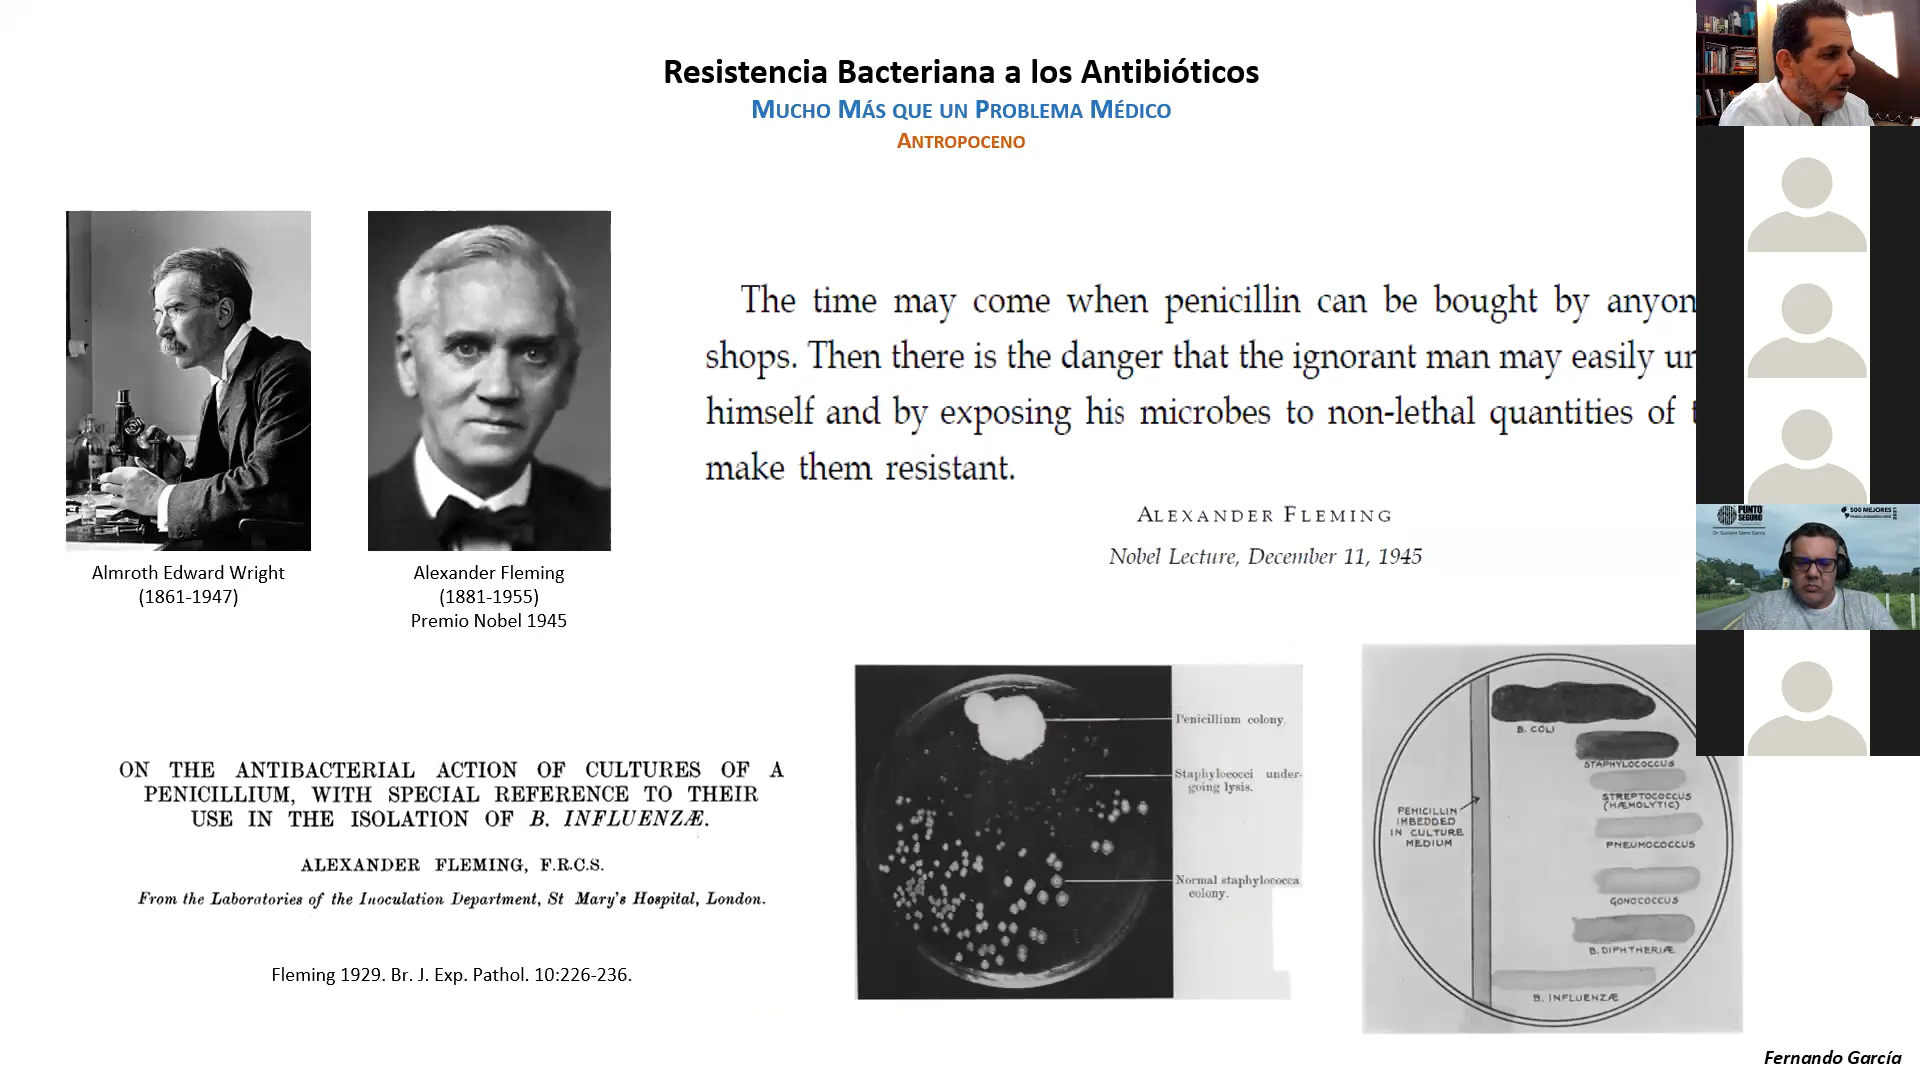 Resistencia Bacteriana a los Antibióticos
Mucho Más que un Problema Médico
Antropoceno
Almroth Edward Wright
(1861-1947)
Alexander Fleming
(1881-1955)
Premio Nobel 1945
The time may come when penicillin can be bought by anyon
shops. Then there is the danger that the ignorant man may easily
himself and by exposing his microbes to non-lethal quantities of
make them resistant.
Alexander Fleming
Nobel Lecture, December 11, 1945
ON THE ANTIBACTERIAL ACTION OF CULTURES OF A
PENICILLIUM, WITH SPECIAL REFERENCE TO THEIR
USE IN THE ISOLATION OF B. INFLUENZÆ.
ALEXANDER FLEMING, F.R.C.S.
From the Laboratories of the Inoculation Department, St Mary's Hospital, London.
Fleming 1929. Br. J. Exp. Pathol. 10:226-236.
Penicillium colony.
Staphylococci under-
going lysis.
Normal staphylococca
colony.
B. COLI
STAPHYLOCOCCUS
STREPTOCOCCUS
(HÆMOLYTIC)
PNEUMOCOCCUS
GONOCOCCUS
B. DIPHTHERIÆ
B. INFLUENZÆ
PENICILLIN
IMBEDDED
IN CULTURE
MEDIUM
PUNTO
SEGURO
500 MEJORES
2021
Fernando García